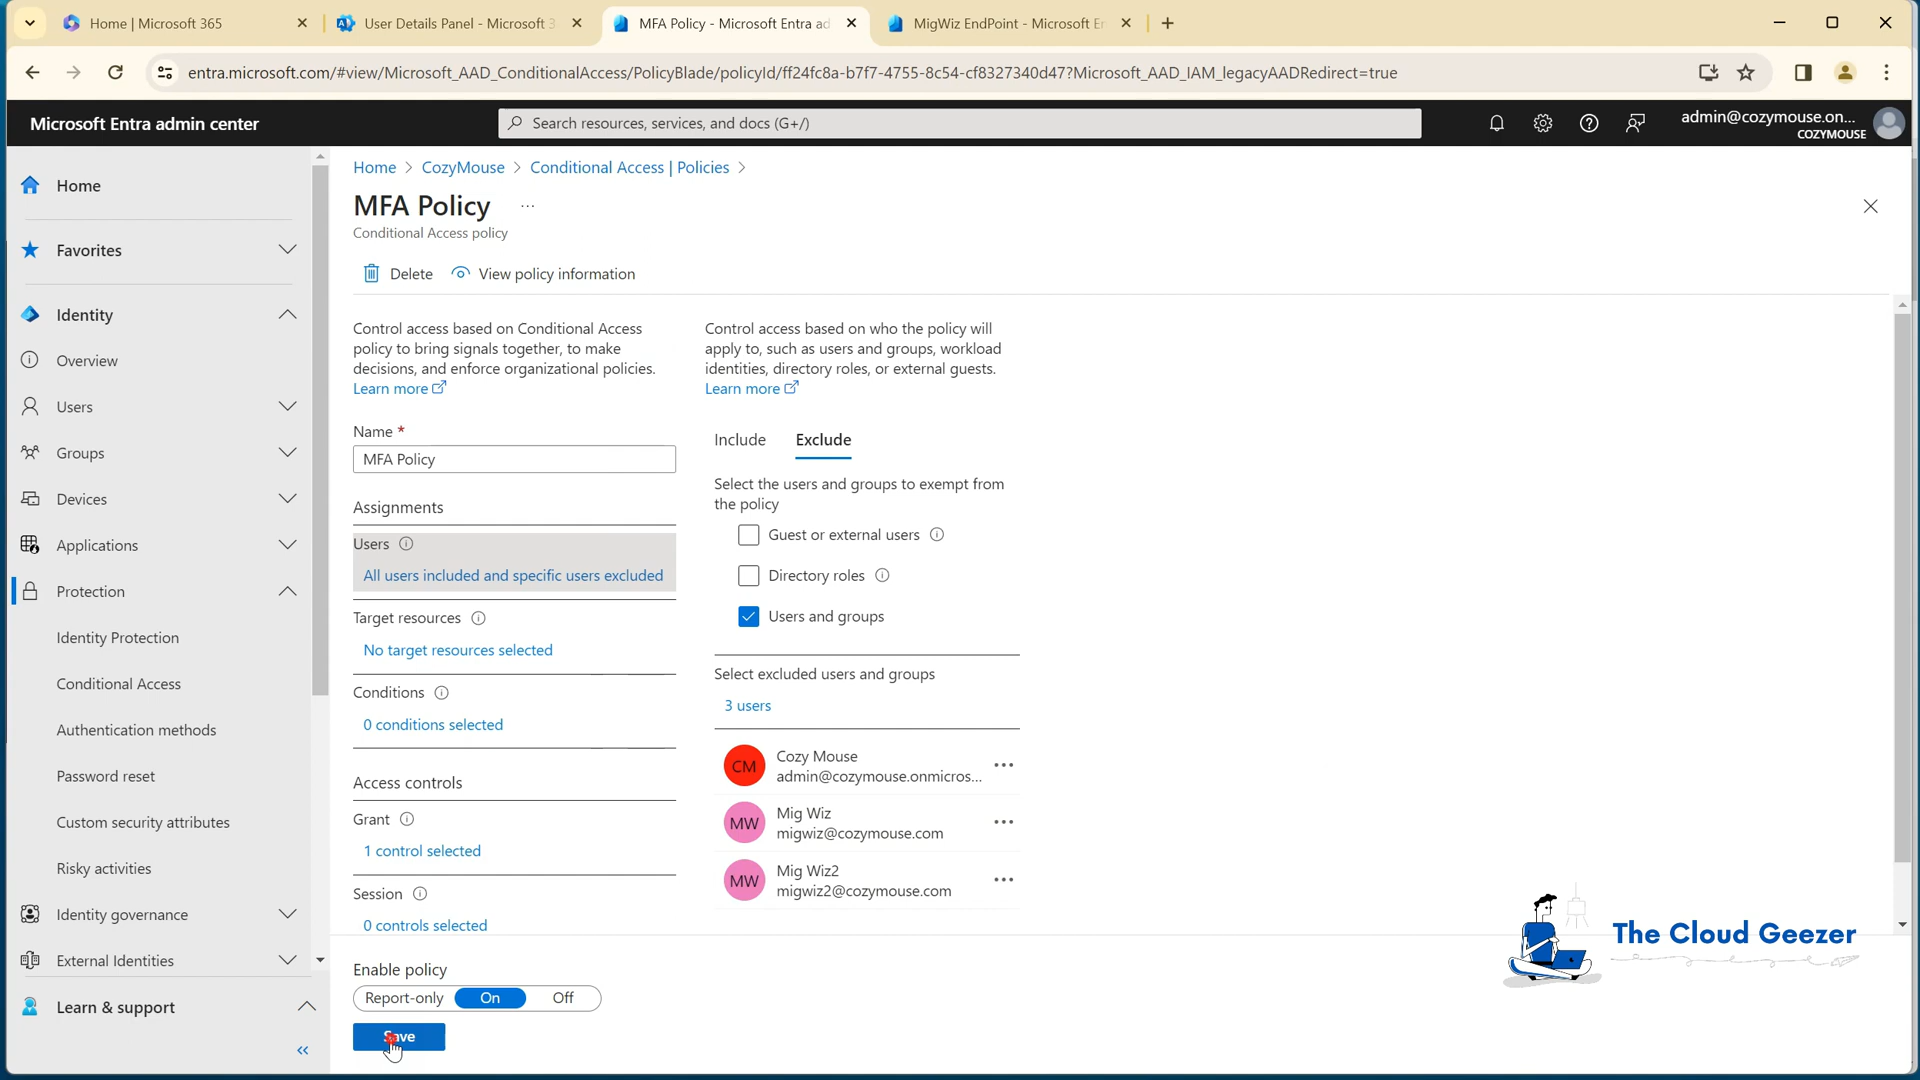 Home | Microsoft 365
User Details Panel - Microsoft 3
MFA Policy - Microsoft Entra ad
MigWiz EndPoint - Microsoft En
entra.microsoft.com/#view/Microsoft_AAD_ConditionalAccess/PolicyBlade/policyId/ff24fc8a-b7f7-4755-8c54-cf8327340d47?Microsoft_AAD_IAM_legacyAADRedirect=true
Microsoft Entra admin center
Search resources, services, and docs (G+/)
admin@cozymouse.on...
COZYMOUSE
Home
Favorites
Identity
Overview
Users
Groups
Devices
Applications
Protection
Identity Protection
Conditional Access
Authentication methods
Password reset
Custom security attributes
Risky activities
Identity governance
External Identities
Learn & support
Home > CozyMouse > Conditional Access | Policies >
MFA Policy ...
Conditional Access policy
Delete
View policy information
Control access based on Conditional Access
policy to bring signals together, to make
decisions, and enforce organizational policies.
Learn more
Name *
MFA Policy
Assignments
Users
All users included and specific users excluded
Target resources
No target resources selected
Conditions
0 conditions selected
Access controls
Grant
1 control selected
Session
0 controls selected
Enable policy
Report-only
On
Off
Save
Control access based on who the policy will
apply to, such as users and groups, workload
identities, directory roles, or external guests.
Learn more
Include
Exclude
Select the users and groups to exempt from
the policy
Guest or external users
Directory roles
Users and groups
Select excluded users and groups
3 users
CM
Cozy Mouse
admin@cozymouse.onmicros...
MW
Mig Wiz
migwiz@cozymouse.com
MW
Mig Wiz2
migwiz2@cozymouse.com
The Cloud Geezer